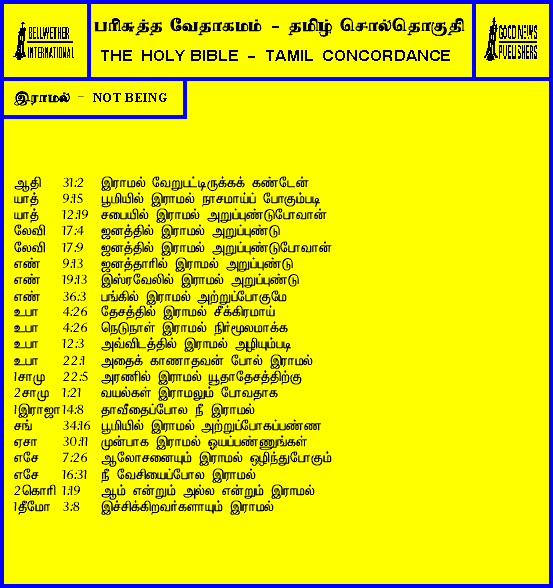 BELLWETHER
INTERNATIONAL
பரிசுத்த வேதாகமம் - தமிழ் சொல்தொகுதி
THE HOLY BIBLE - TAMIL CONCORDANCE
GOOD NEWS
PUBLISHERS
இராமல் - NOT BEING
ஆதி 31:2 இராமல் வேறுபட்டிருக்கக் கண்டேன்
யாத் 9:15 பூமியில் இராமல் நாசமாய்ப் போகும்படி
யாத் 12:19 சபையில் இராமல் அறுப்புண்டுபோவான்
லேவி 17:4 ஜனத்தில் இராமல் அறுப்புண்டு
லேவி 17:9 ஜனத்தில் இராமல் அறுப்புண்டுபோவான்
எண் 9:13 ஜனத்தாரில் இராமல் அறுப்புண்டு
எண் 19:13 இஸ்ரவேலில் இராமல் அறுப்புண்டு
எண் 36:3 பங்கில் இராமல் அற்றுப்போகுமே
உபா 4:26 தேசத்தில் இராமல் சீக்கிரமாய்
உபா 4:26 நெடுநாள் இராமல் நிர்மூலமாக்க
உபா 12:3 அவ்விடத்தில் இராமல் அழியும்படி
உபா 22:1 அதைக் காணாதவன் போல் இராமல்
1சாமு 22:5 அரணில் இராமல் யூதாதேசத்திற்கு
2சாமு 1:21 வயல்கள் இராமலும் போவதாக
1இராஜா 14:8 தாவீதைப்போல நீ இராமல்
சங் 34:16 பூமியில் இராமல் அற்றுப்போகப்பண்ண
ஏசா 30:11 முன்பாக இராமல் ஓயப்பண்ணுங்கள்
எசே 7:26 ஆலோசனையும் இராமல் ஒழிந்துபோகும்
எசே 16:31 நீ வேசியைப்போல இராமல்
2கொரி 1:19 ஆம் என்றும் அல்ல என்றும் இராமல்
1தீமோ 3:8 இச்சிக்கிறவர்களாயும் இராமல்